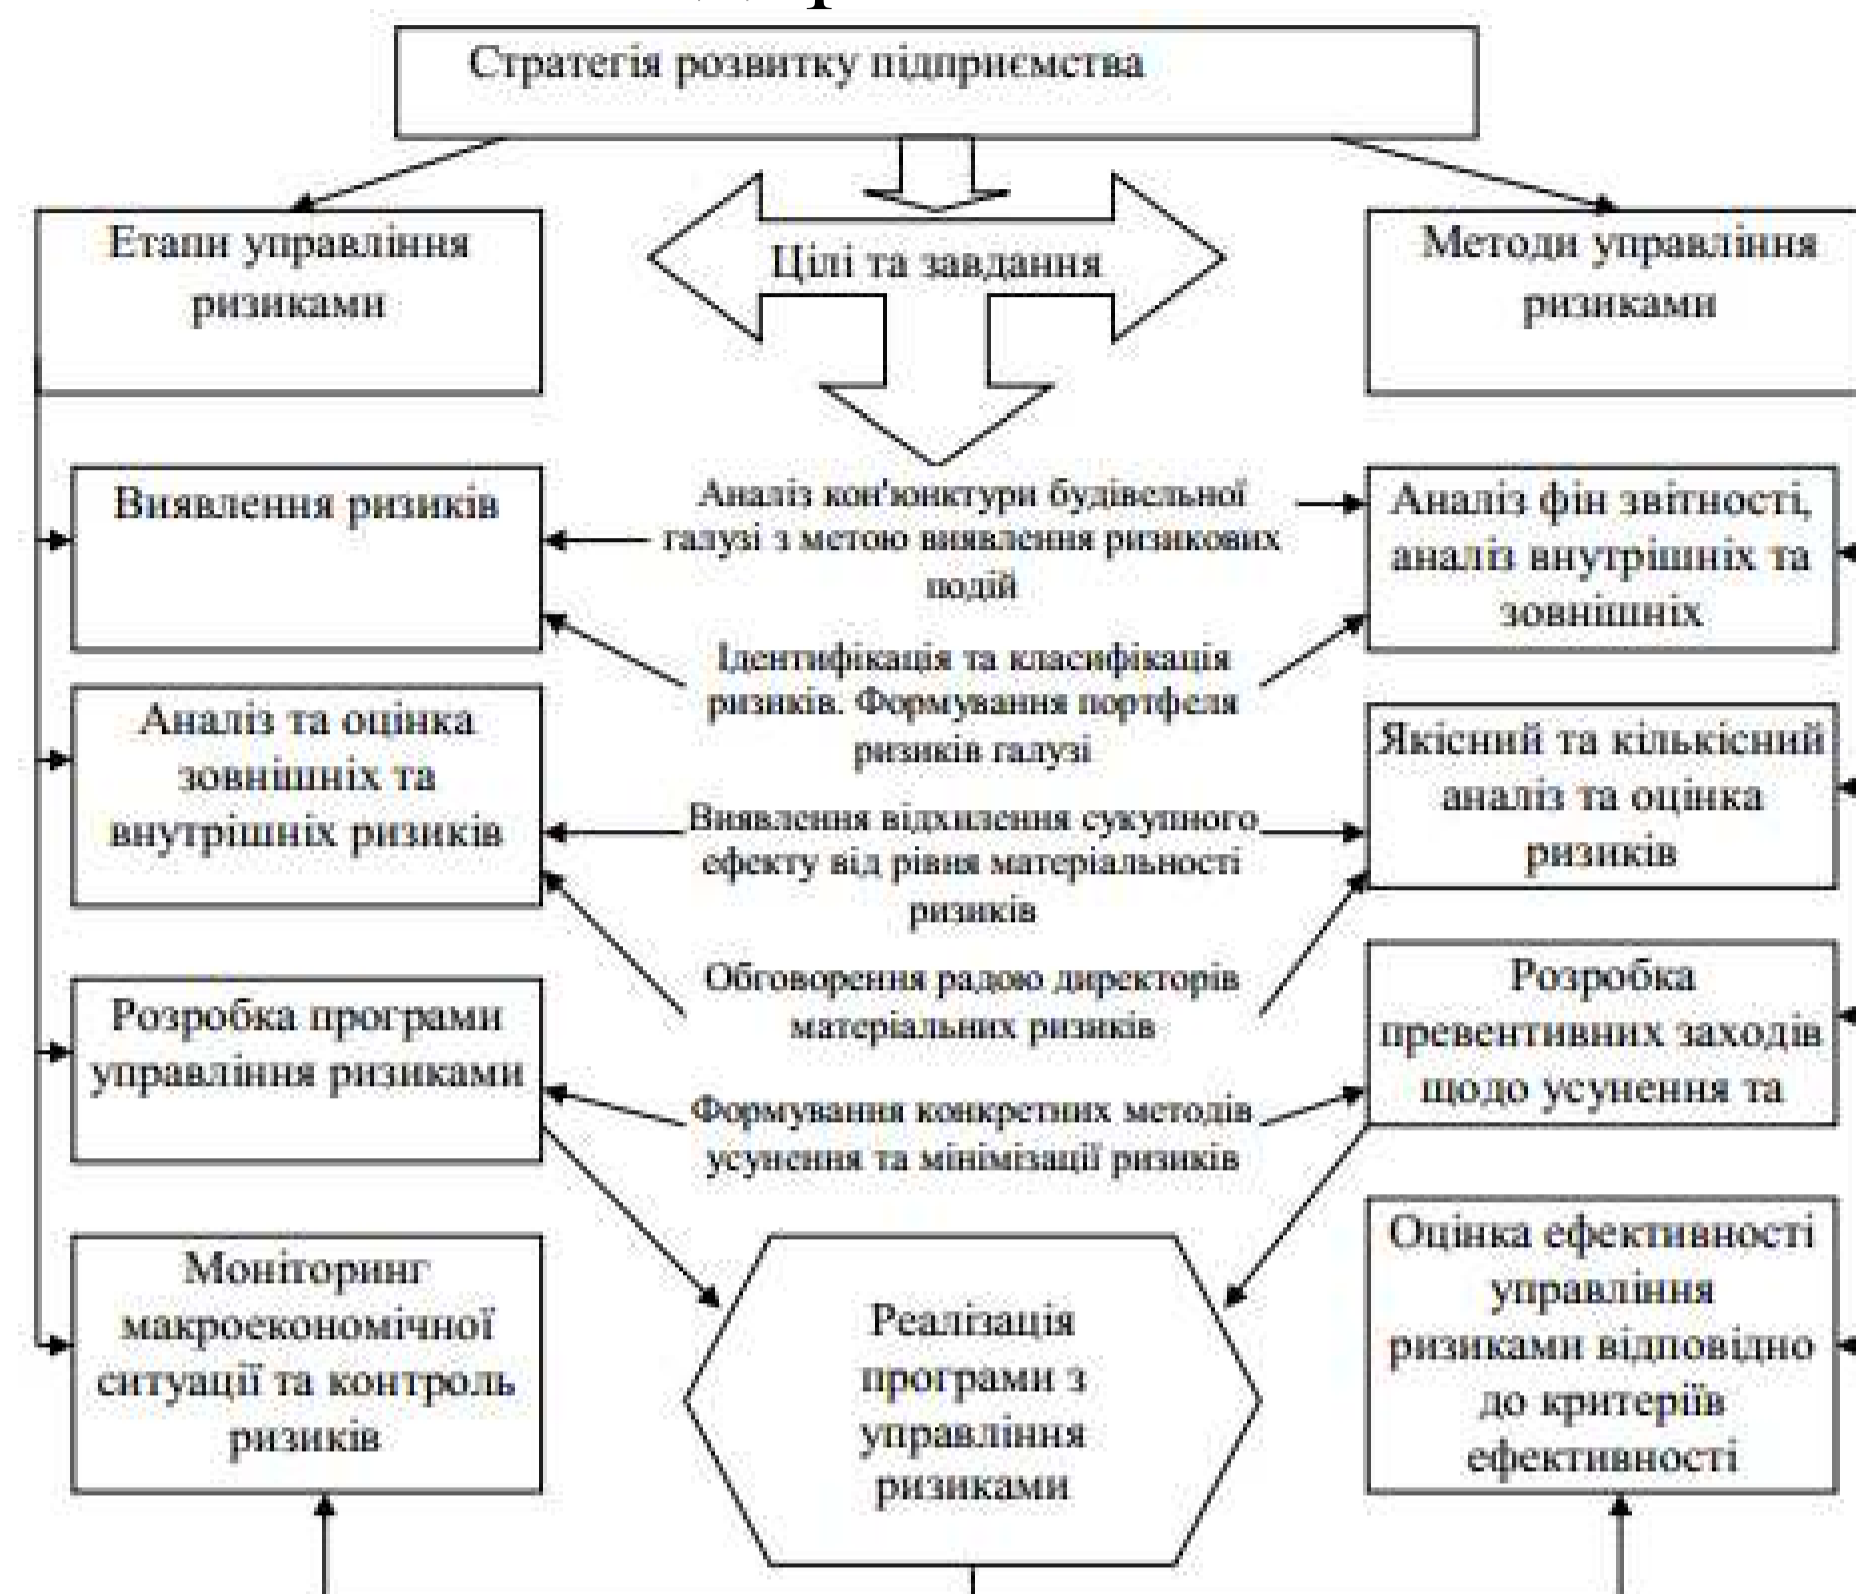 Стратегія розвитку підприємства
Етапи управління
ризиками
Цілі та завдання
Методи управління
ризиками
Виявлення ризиків
Аналіз кон'юнктури будівельної
галузі з метою виявлення ризикових
подій
Аналіз фін звітності,
аналіз внутрішніх та
зовнішніх
Ідентифікація та класифікація
ризиків. Формування портфеля
ризиків галузі
Аналіз та оцінка
зовнішніх та
внутрішніх ризиків
Якісний та кількісний
аналіз та оцінка
ризиків
Виявлення відхилення сукупного
ефекту від рівня матеріальності
ризиків
Обговорення радою директорів
матеріальних ризиків
Розробка програми
управління ризиками
Розробка
превентивних заходів
щодо усунення та
Формування конкретних методів
усунення та мінімізації ризиків
Моніторинг
макроекономічної
ситуації та контроль
ризиків
Реалізація
програми з
управління
ризиками
Оцінка ефективності
управління
ризиками відповідно
до критеріїв
ефективності